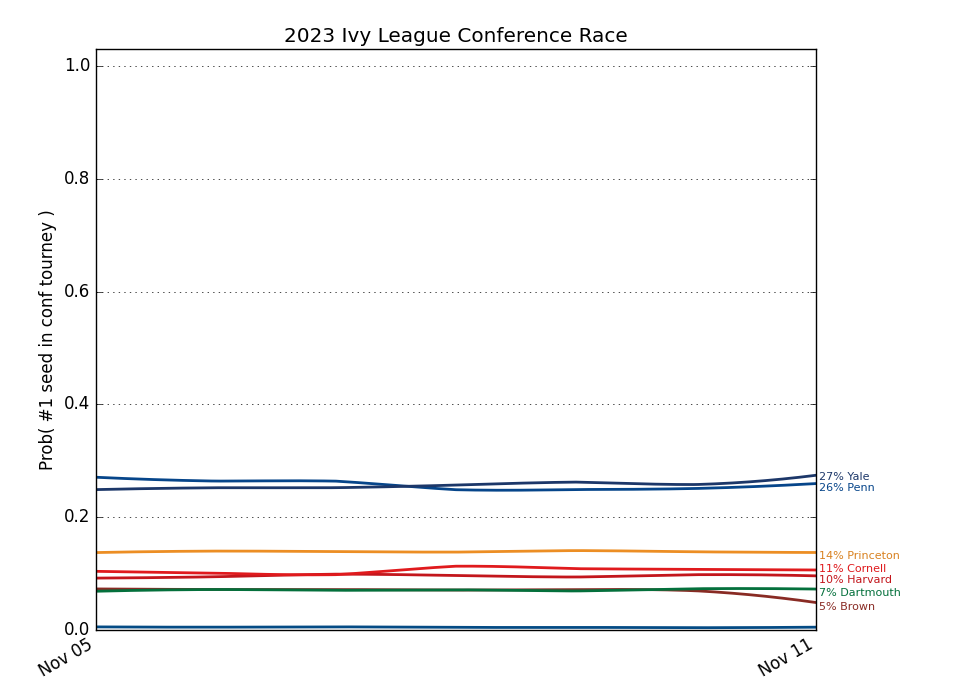 2023 Ivy League Conference Race
Prob( #1 seed in conf tourney )
1.0
0.8
0.6
0.4
0.2
0.0
27% Yale
26% Penn
14% Princeton
11% Cornell
10% Harvard
7% Dartmouth
5% Brown
Nov 05
Nov 11